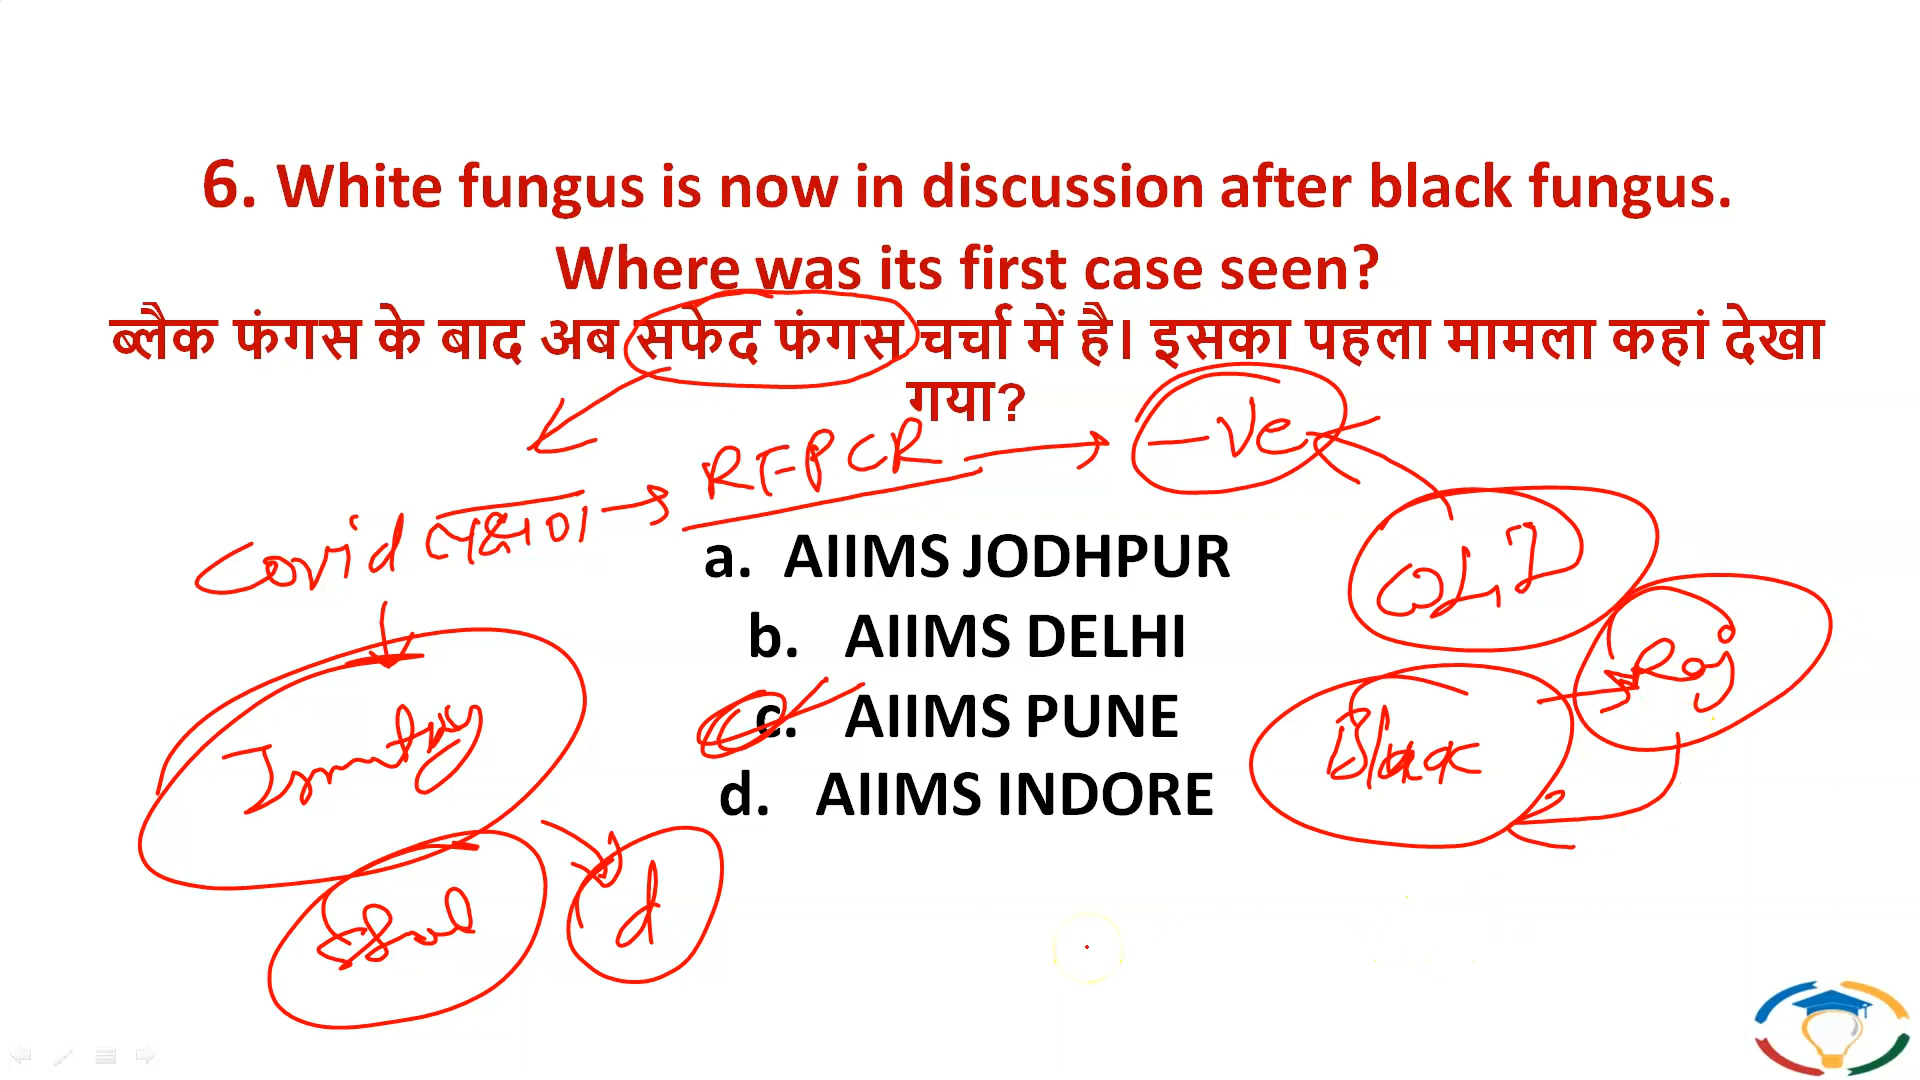 6. White fungus is now in discussion after black fungus.
Where was its first case seen?
ब्लैक फंगस के बाद अब सफेद फंगस चर्चा में है। इसका पहला मामला कहां देखा
गया?
RTPCR
-Ve
Covid लक्षण
a. AIIMS JODHPUR
b. AIIMS DELHI
c. AIIMS PUNE
d. AIIMS INDORE
Raj
Black
d